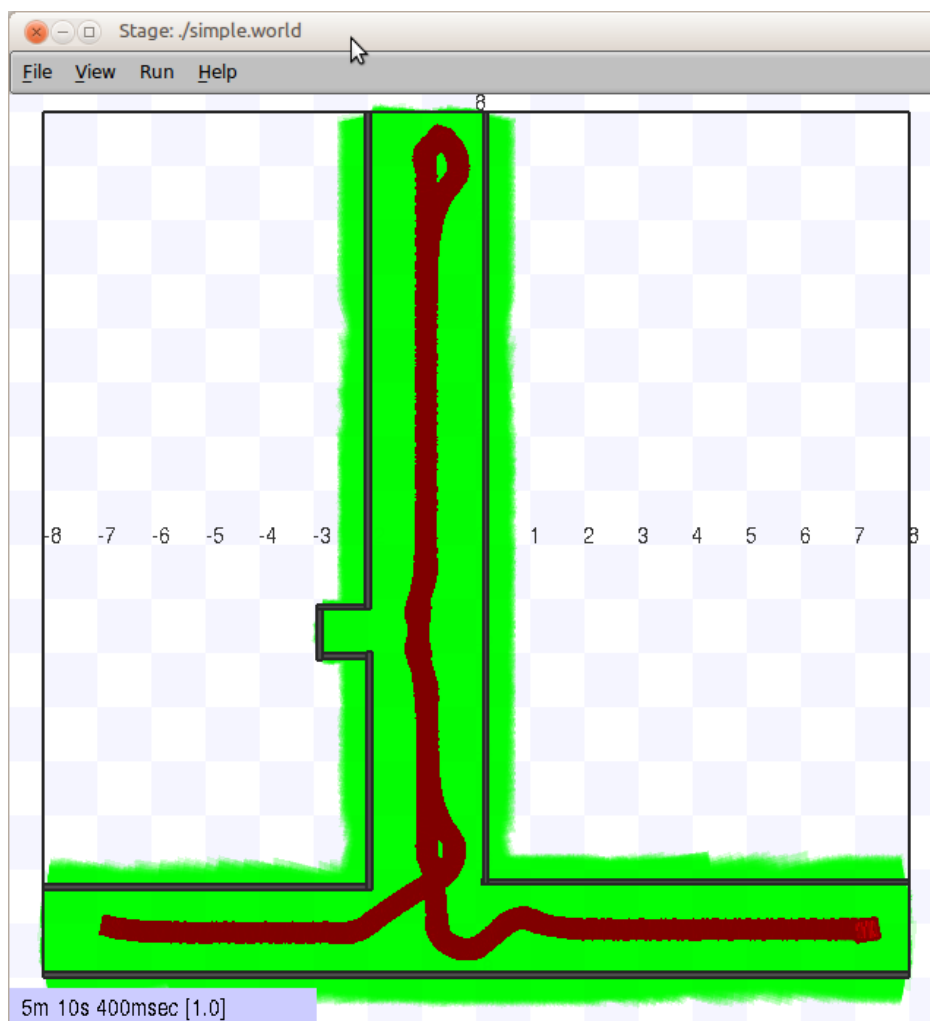 Stage: ./simple.world
File View Run Help
8
-8 -7 -6 -5 -4 -3 1 2 3 4 5 6 7 8
5m 10s 400msec [1.0]